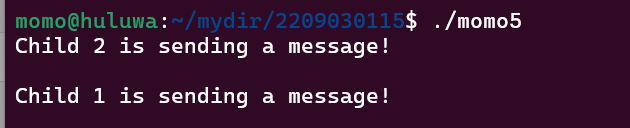 momo@huluwa:~/mydir/2209030115$ ./momo5
Child 2 is sending a message!
Child 1 is sending a message!